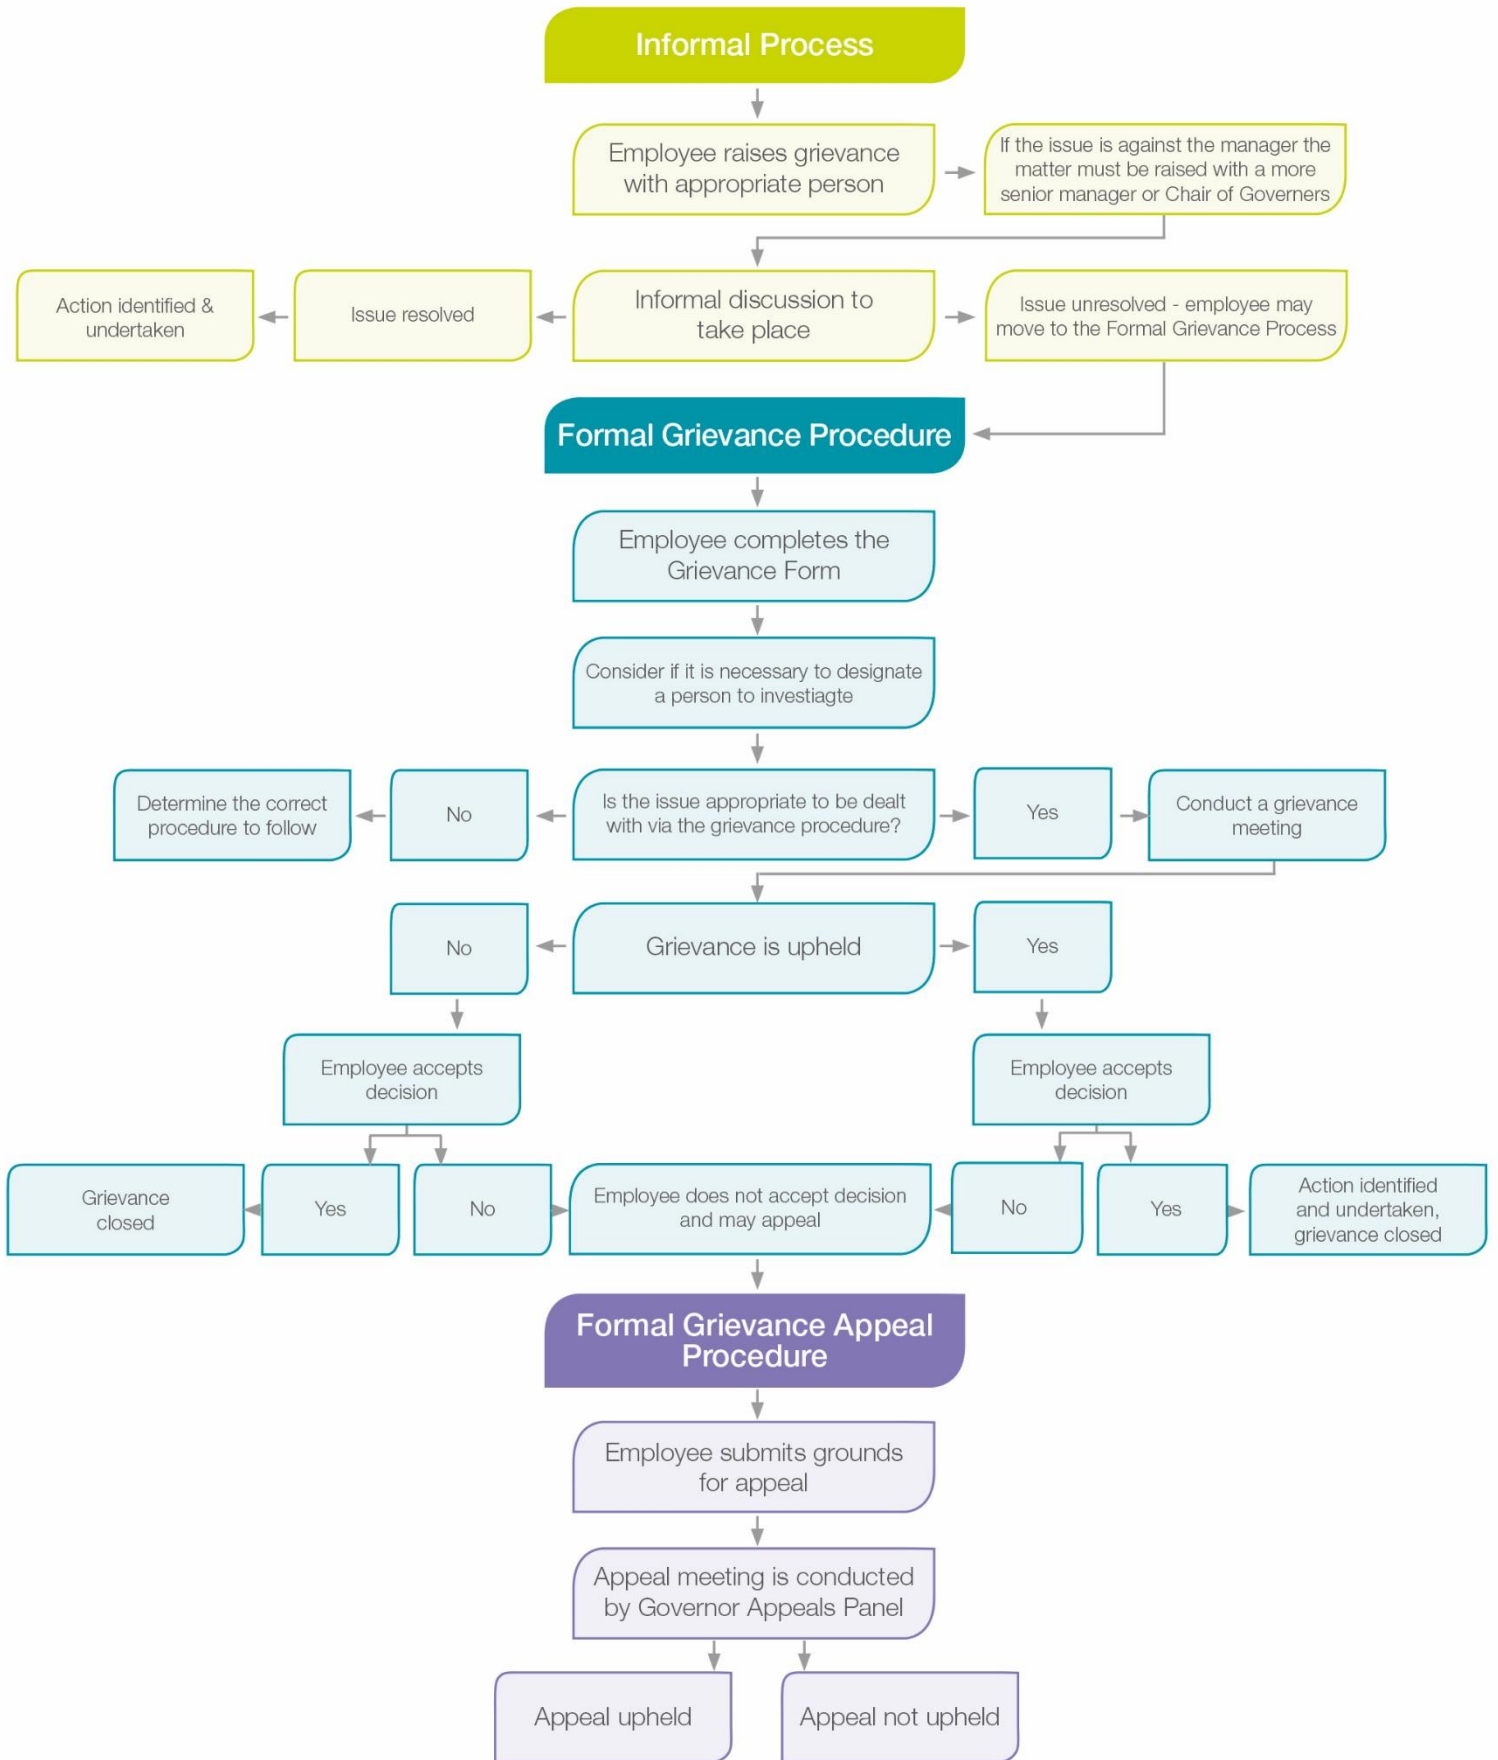 Informal Process
Employee raises grievance
with appropriate person
If the issue is against the manager the
matter must be raised with a more
senior manager or Chair of Governers
Action identified &
undertaken
Issue resolved
Informal discussion to
take place
Issue unresolved - employee may
move to the Formal Grievance Process
Formal Grievance Procedure
Employee completes the
Grievance Form
Consider if it is necessary to designate
a person to investiagte
Determine the correct
procedure to follow
No
Is the issue appropriate to be dealt
with via the grievance procedure?
Yes
Conduct a grievance
meeting
No
Grievance is upheld
Yes
Employee accepts
decision
Employee accepts
decision
Grievance
closed
Yes
No
Employee does not accept decision
and may appeal
No
Yes
Action identified
and undertaken,
grievance closed
Formal Grievance Appeal
Procedure
Employee submits grounds
for appeal
Appeal meeting is conducted
by Governor Appeals Panel
Appeal upheld
Appeal not upheld